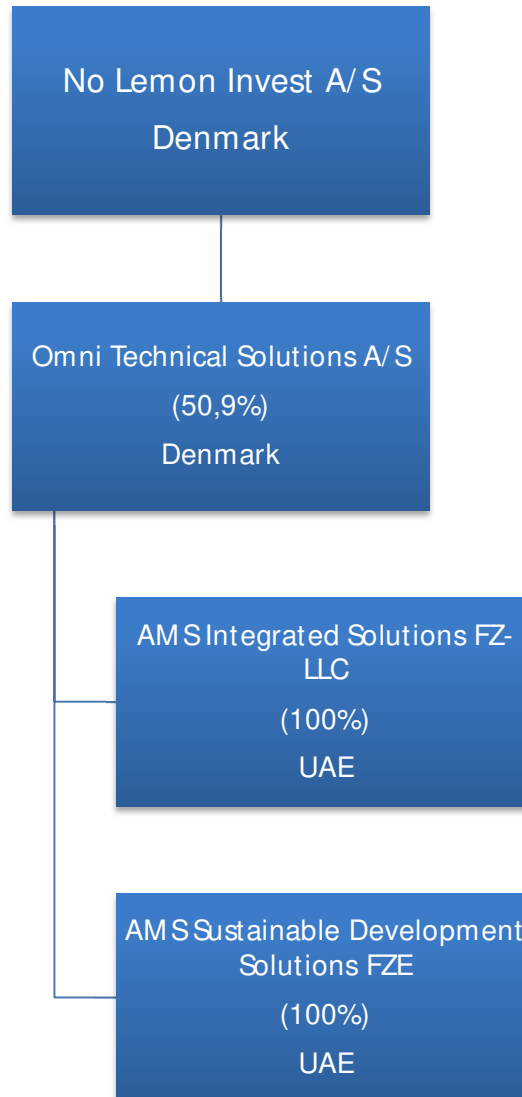 No Lemon Invest A/S
Denmark
Omni Technical Solutions A/S
(50,9%)
Denmark
AMS Integrated Solutions FZ-
LLC
(100%)
UAE
AMS Sustainable Development
Solutions FZE
(100%)
UAE